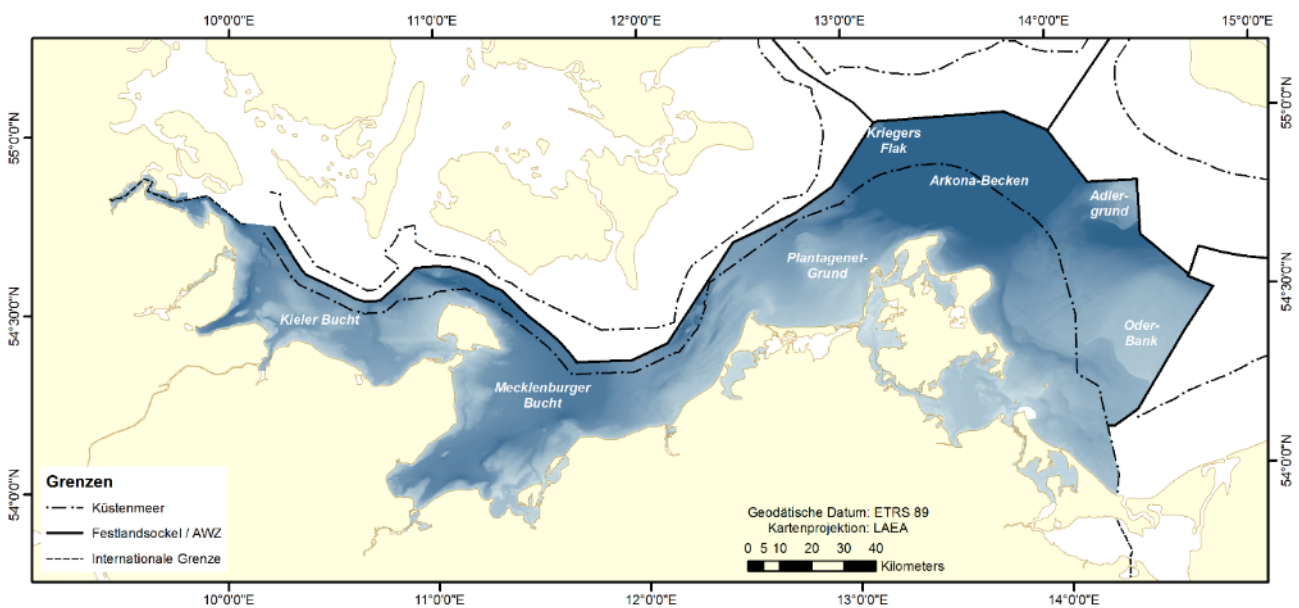 10°0'0"E
11°0'0"E
12°0'0"E
13°0'0"E
14°0'0"E
15°0'0"E
55°0'0"N
55°0'0"N
Kriegers
Flak
Arkona-Becken
Adler-
grund
Plantagenet-
Grund
54°30'0"N
54°30'0"N
Kieler Bucht
Oder-
Bank
Mecklenburger
Bucht
54°0'0"N
54°0'0"N
Grenzen
Küstenmeer
Festlandsockel / AWZ
Internationale Grenze
Geodätische Datum: ETRS 89
Kartenprojektion: LAEA
0 5 10 20 30 40
Kilometers
10°0'0"E
11°0'0"E
12°0'0"E
13°0'0"E
14°0'0"E